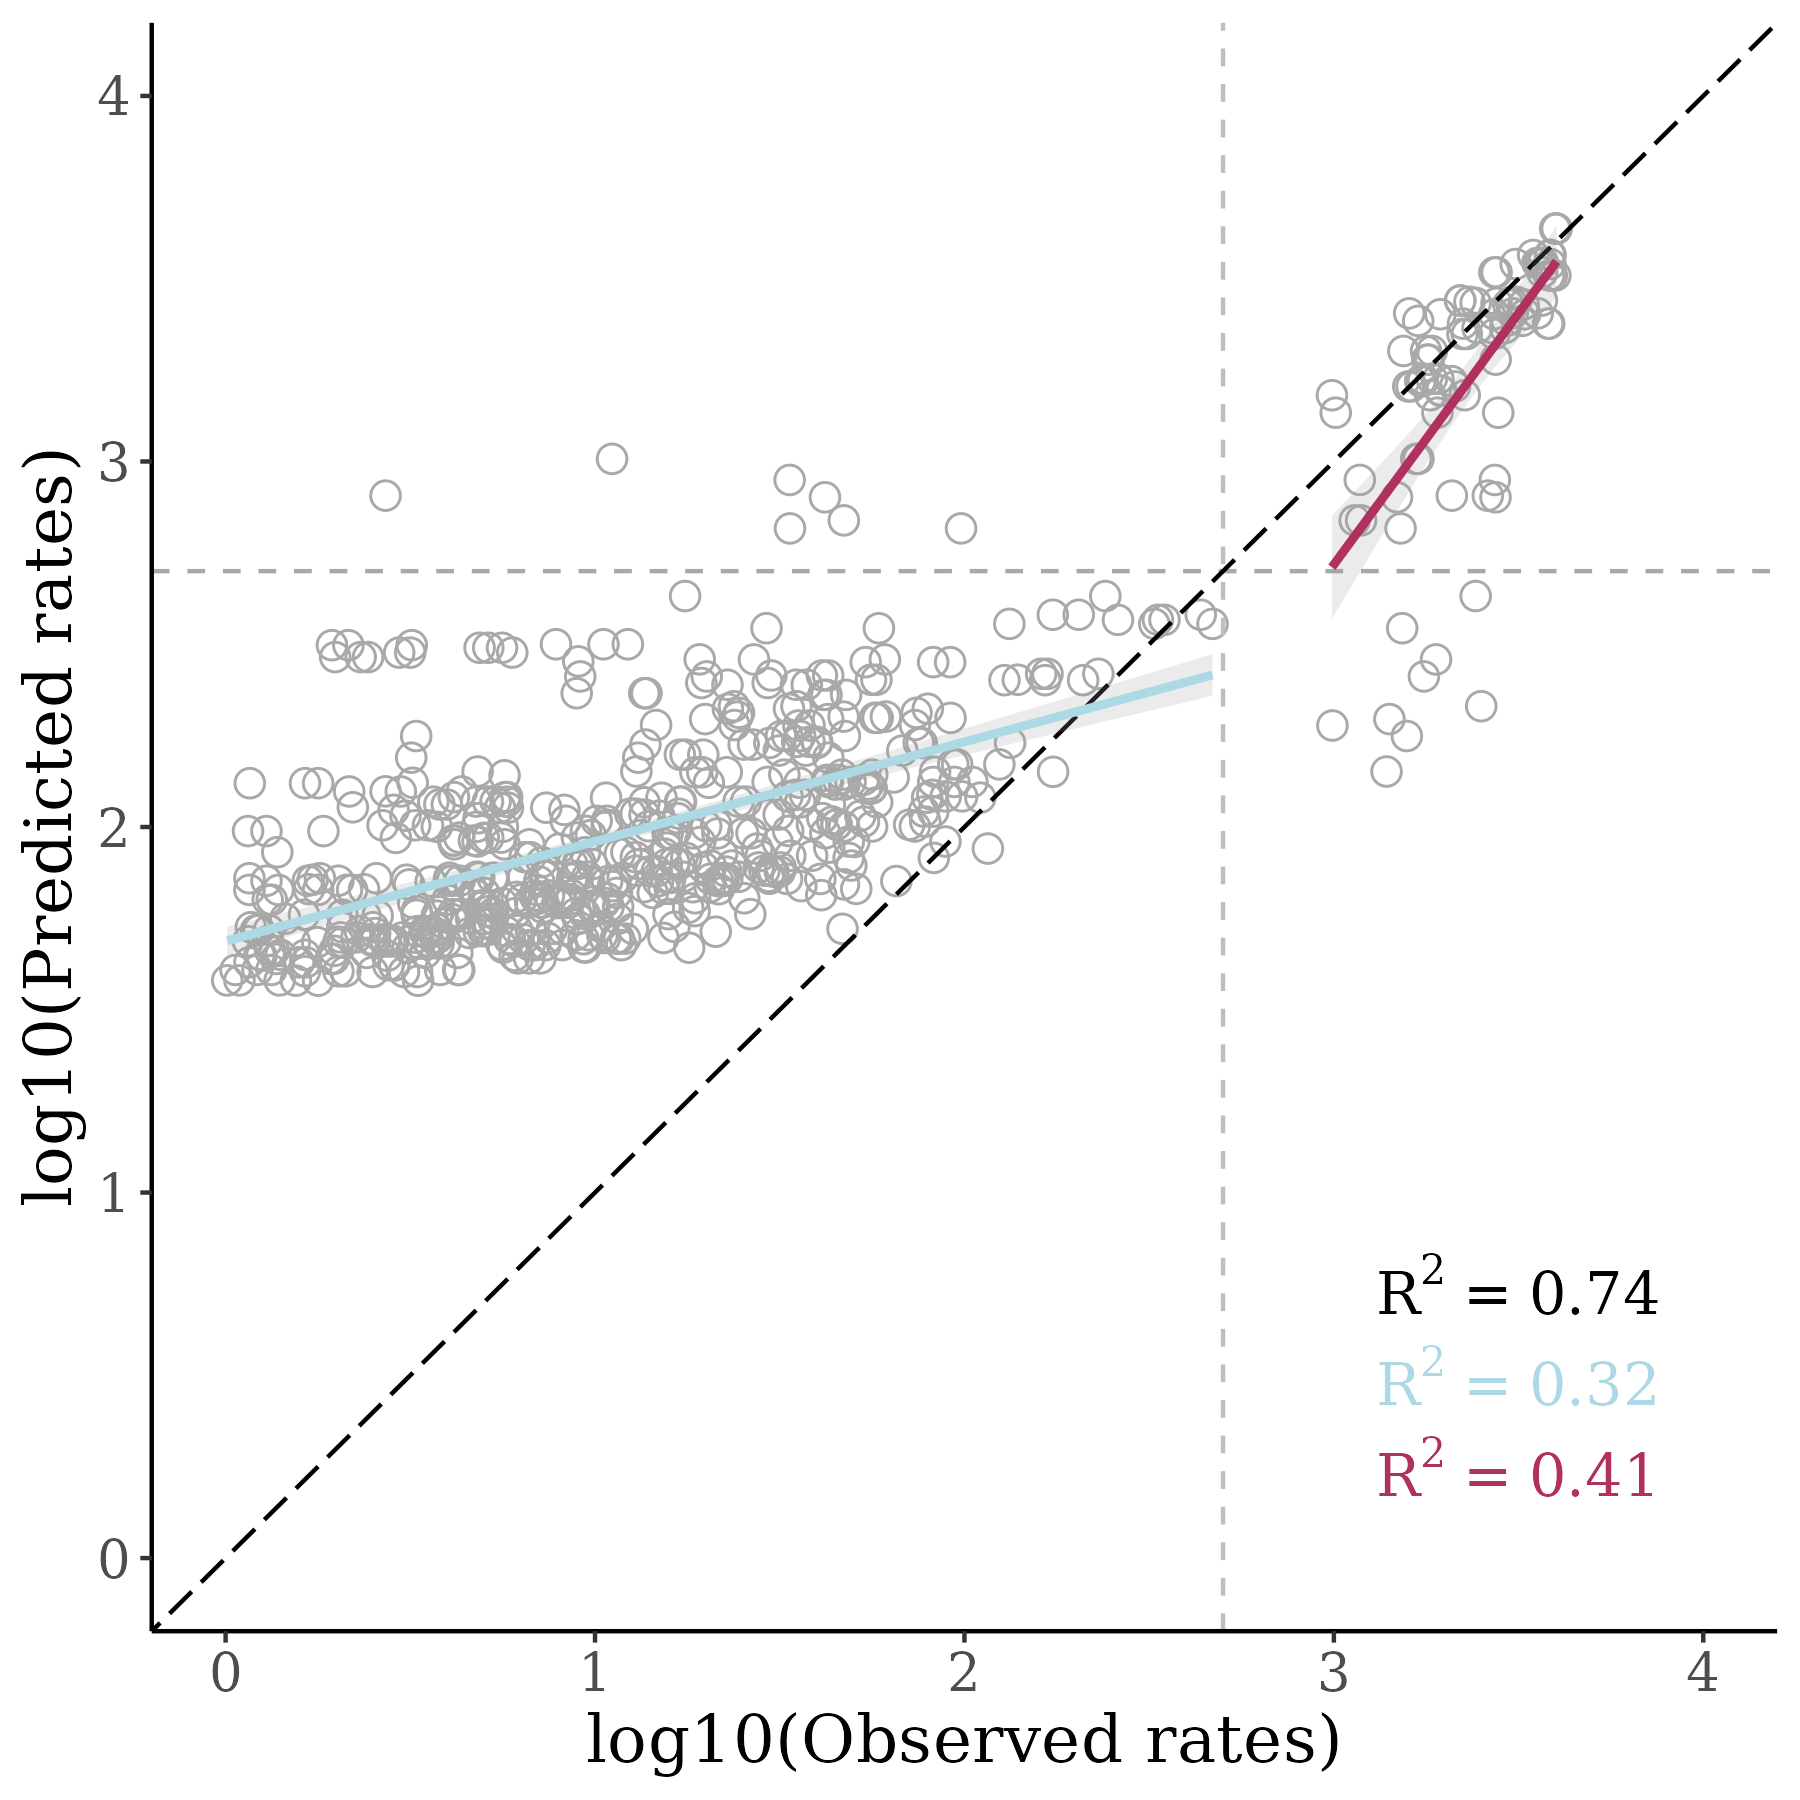 log10(Predicted rates)
4
3
2
1
0
R² = 0.74
R² = 0.32
R² = 0.41
0 1 2 3 4
log10(Observed rates)